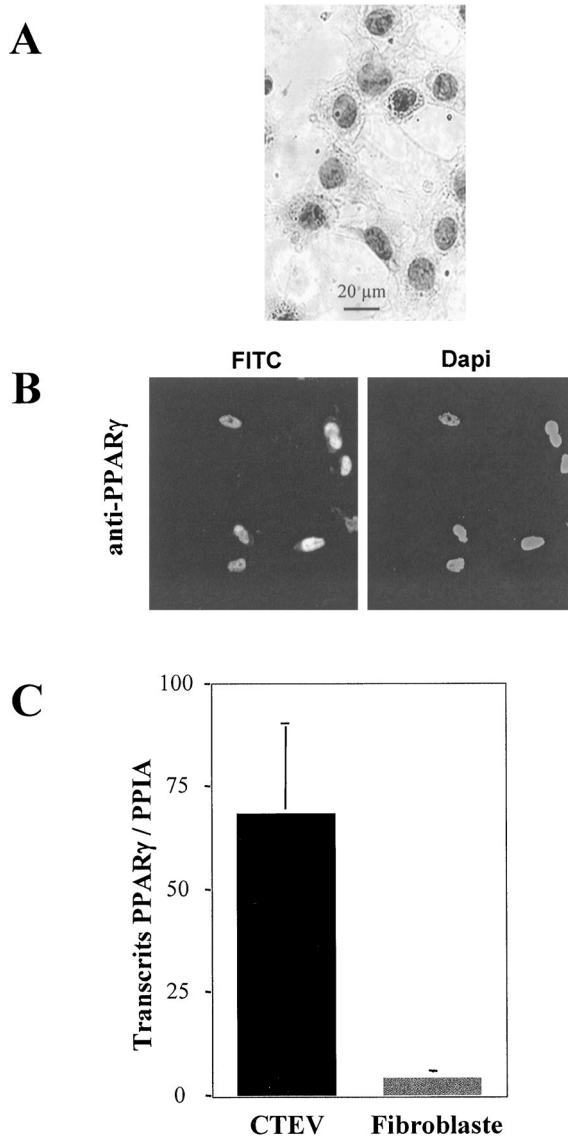 A
20 µm
B
FITC
Dapi
anti-PPARγ
C
Transcrits PPARγ / PPIA
100
75
50
25
0
CTEV
Fibroblaste